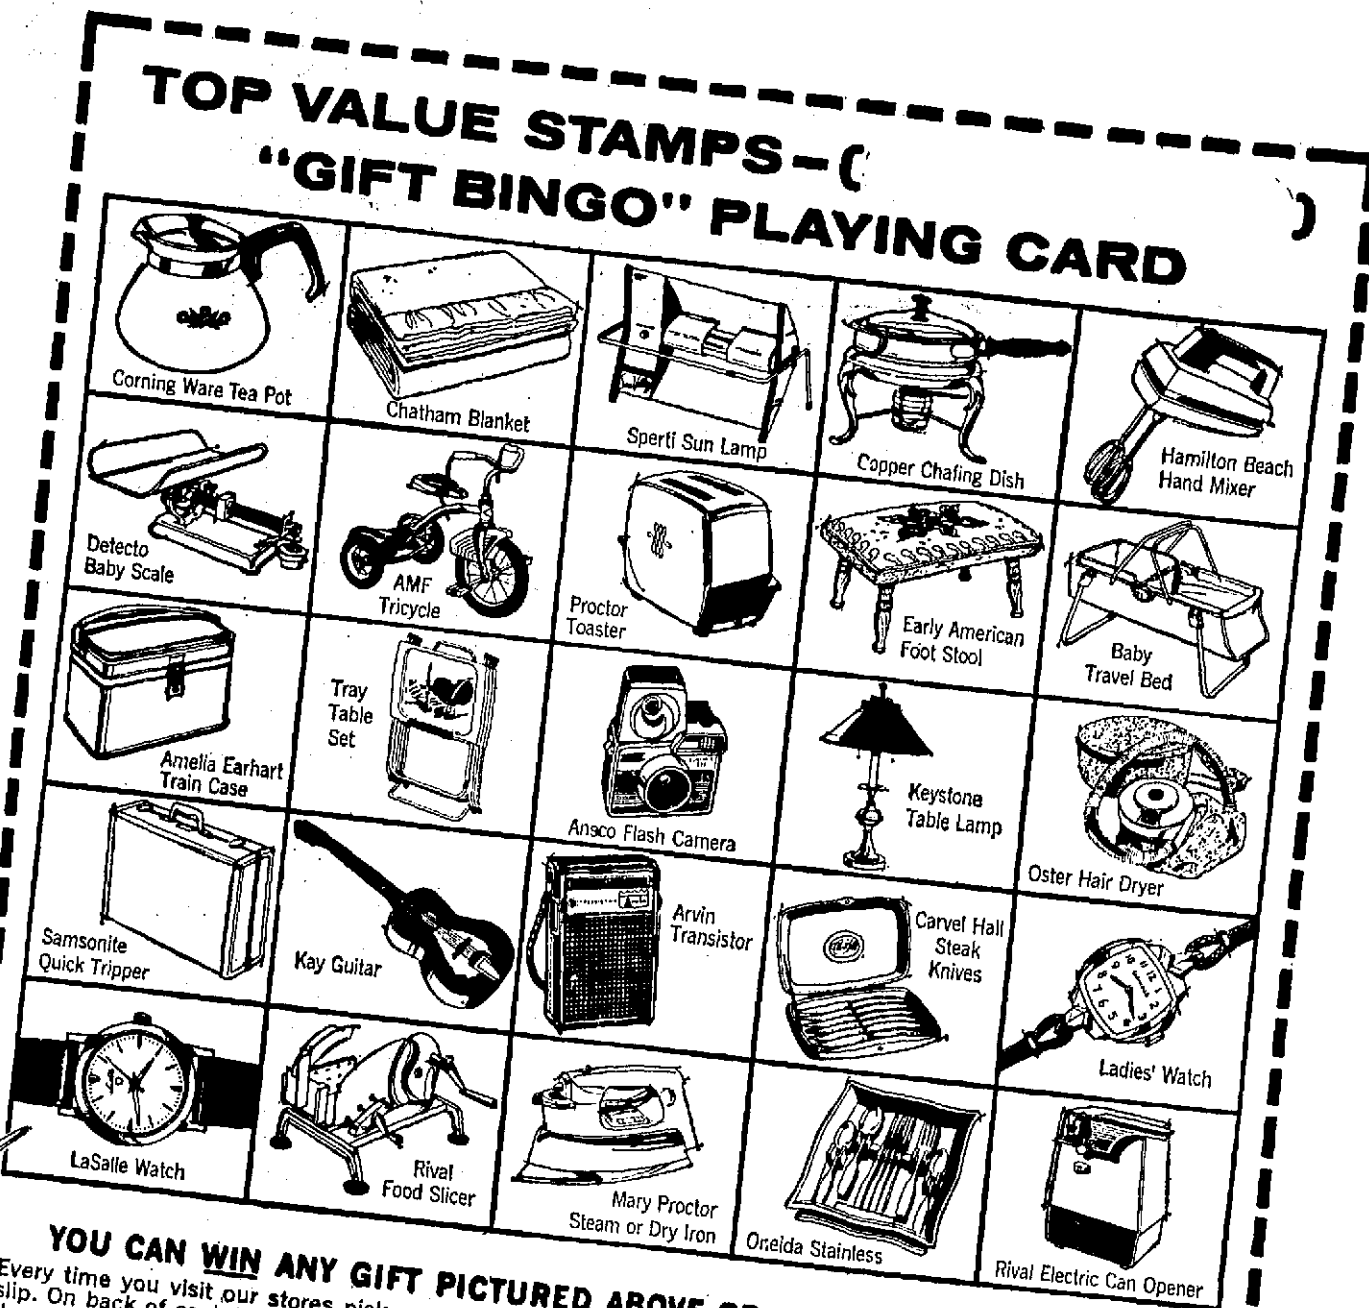 TOP VALUE STAMPS–(        )
"GIFT BINGO" PLAYING CARD
Corning Ware Tea Pot
Chatham Blanket
Sperti Sun Lamp
Copper Chafing Dish
Hamilton Beach
Hand Mixer
Detecto
Baby Scale
AMF
Tricycle
Proctor
Toaster
Early American
Foot Stool
Baby
Travel Bed
Amelia Earhart
Train Case
Tray
Table
Set
Ansco Flash Camera
Keystone
Table Lamp
Oster Hair Dryer
Samsonite
Quick Tripper
Kay Guitar
Arvin
Transistor
Carvel Hall
Steak
Knives
Ladies' Watch
LaSalle Watch
Rival
Food Slicer
Mary Proctor
Steam or Dry Iron
Oneida Stainless
Rival Electric Can Opener
YOU CAN WIN ANY GIFT PICTURED ABOVE
Every time you visit our stores
slip. On back of